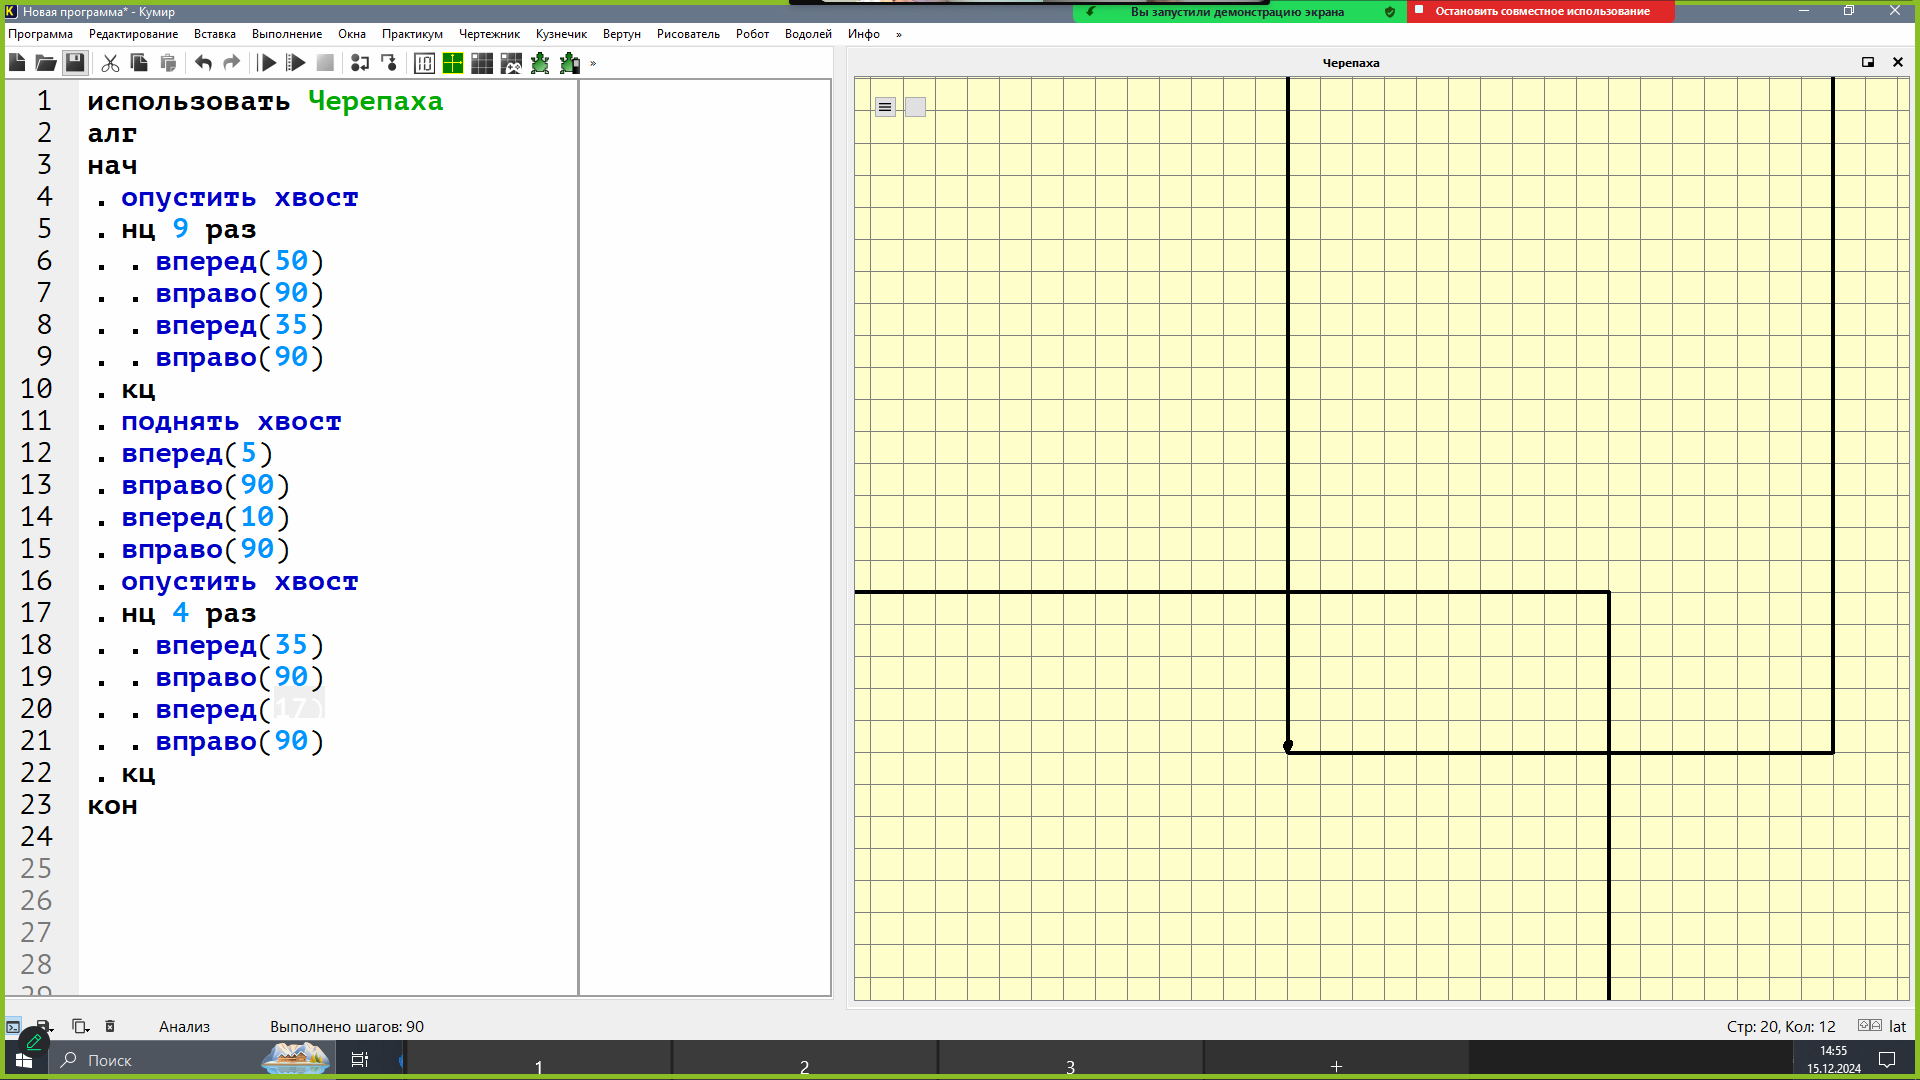 Новая программа* - Кумир
Вы запустили демонстрацию экрана
Остановить совместное использование
Программа Редактирование Вставка Выполнение Окна Практикум Чертежник Кузнечик Вертун Рисователь Робот Водолей Инфо »
Черепаха
1 использовать Черепаха
2 алг
3 нач
4 . опустить хвост
5 . нц 9 раз
6 . . вперед(50)
7 . . вправо(90)
8 . . вперед(35)
9 . . вправо(90)
10 . кц
11 . поднять хвост
12 . вперед(5)
13 . вправо(90)
14 . вперед(10)
15 . вправо(90)
16 . опустить хвост
17 . нц 4 раз
18 . . вперед(35)
19 . . вправо(90)
20 . . вперед(17)
21 . . вправо(90)
22 . кц
23 кон
24
25
26
27
28
29
Анализ
Выполнено шагов: 90
Стр: 20, Кол: 12
lat
Поиск
1
2
3
+
14:55
15.12.2024